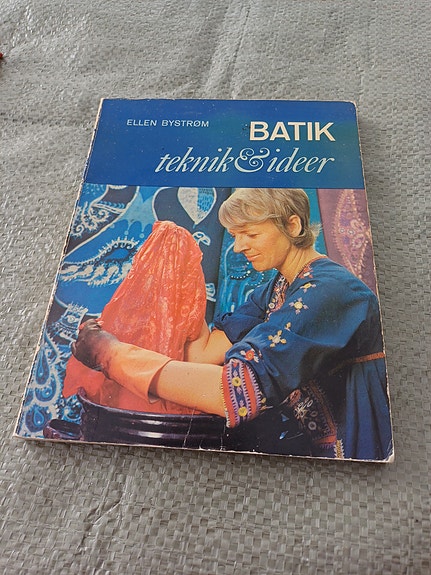 ELLEN BYSTRØM
BATIK
teknik & ideer